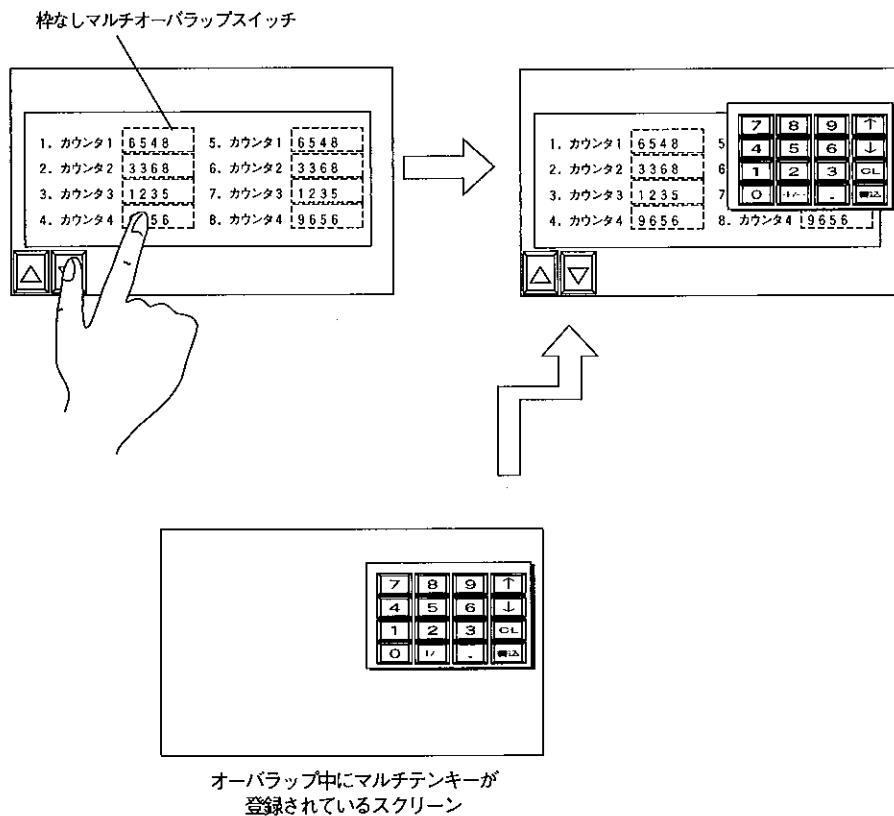 枠なしマルチオーバラップスイッチ
1. カウンタ1 6548 5. カウンタ1 6548
2. カウンタ2 3368 6. カウンタ2 3368
3. カウンタ3 1235 7. カウンタ3 1235
4. カウンタ4 656 8. カウンタ4 9656
△
1. カウンタ1 6548 5
2. カウンタ2 3368 6
3. カウンタ3 1235 7
4. カウンタ4 9656 8. カウンタ4 9656
7 8 9 ↑
4 5 6 ↓
1 2 3 CL
0 +/- . 書込
△ ▽
7 8 9 ↑
4 5 6 ↓
1 2 3 CL
0 .
オーバラップ中にマルチテンキーが
登録されているスクリーン